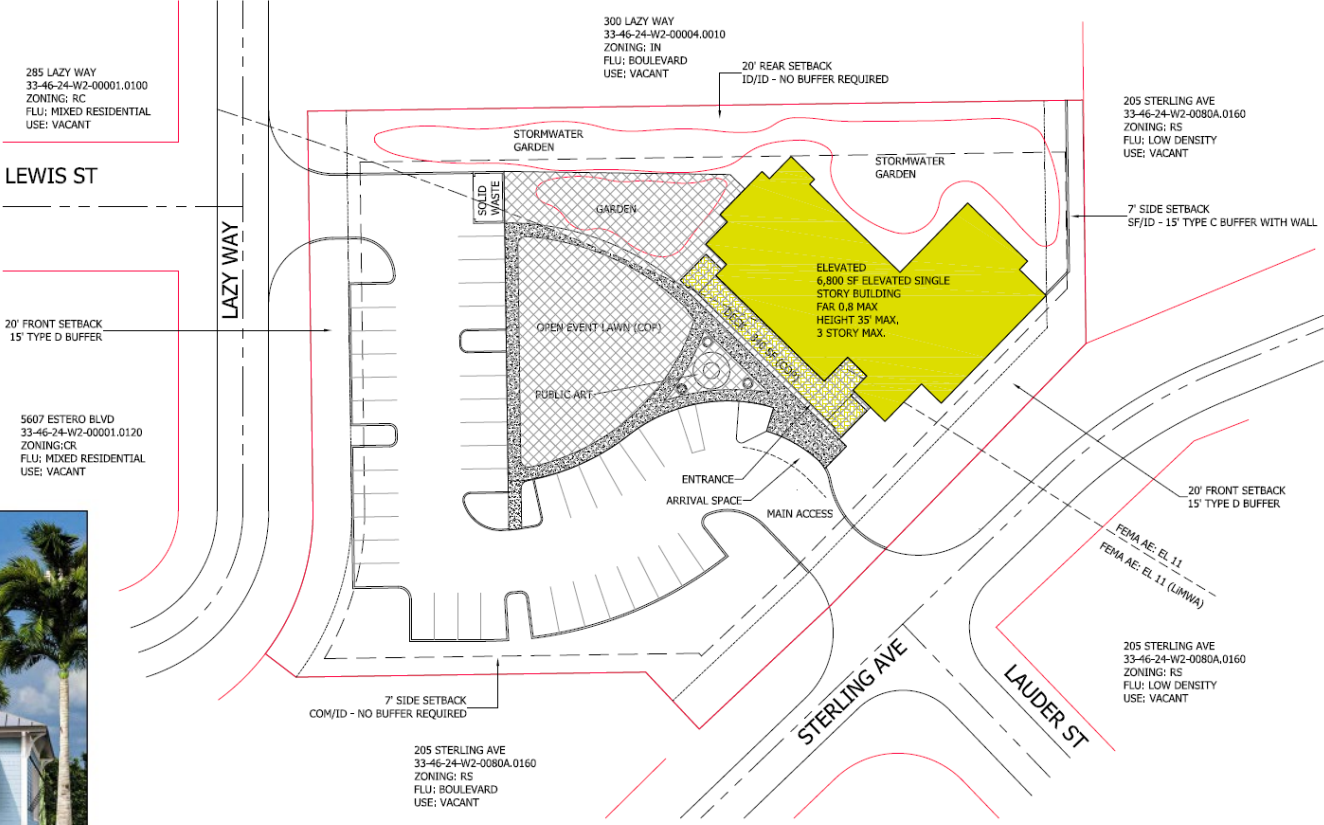 300 LAZY WAY
33-46-24-W2-00004.0010
ZONING: IN
FLU: BOULEVARD
USE: VACANT
20' REAR SETBACK
ID/ID - NO BUFFER REQUIRED
285 LAZY WAY
33-46-24-W2-00001.0100
ZONING: RC
FLU: MIXED RESIDENTIAL
USE: VACANT
205 STERLING AVE
33-46-24-W2-0080A.0160
ZONING: RS
FLU: LOW DENSITY
USE: VACANT
STORMWATER
GARDEN
STORMWATER
GARDEN
LEWIS ST
SOLID
WASTE
GARDEN
7' SIDE SETBACK
SF/ID - 15' TYPE C BUFFER WITH WALL
LAZY WAY
ELEVATED
6,800 SF ELEVATED SINGLE
STORY BUILDING
FAR 0.8 MAX
HEIGHT 35' MAX.
3 STORY MAX.
20' FRONT SETBACK
15' TYPE D BUFFER
OPEN EVENT LAWN (COP)
DECK - 940 SF (COP)
PUBLIC ART
5607 ESTERO BLVD
33-46-24-W2-00001.0120
ZONING:CR
FLU: MIXED RESIDENTIAL
USE: VACANT
ENTRANCE
ARRIVAL SPACE
MAIN ACCESS
20' FRONT SETBACK
15' TYPE D BUFFER
FEMA AE: EL 11
FEMA AE: EL 11 (LiMWA)
STERLING AVE
LAUDER ST
205 STERLING AVE
33-46-24-W2-0080A.0160
ZONING: RS
FLU: LOW DENSITY
USE: VACANT
7' SIDE SETBACK
COM/ID - NO BUFFER REQUIRED
205 STERLING AVE
33-46-24-W2-0080A.0160
ZONING: RS
FLU: BOULEVARD
USE: VACANT